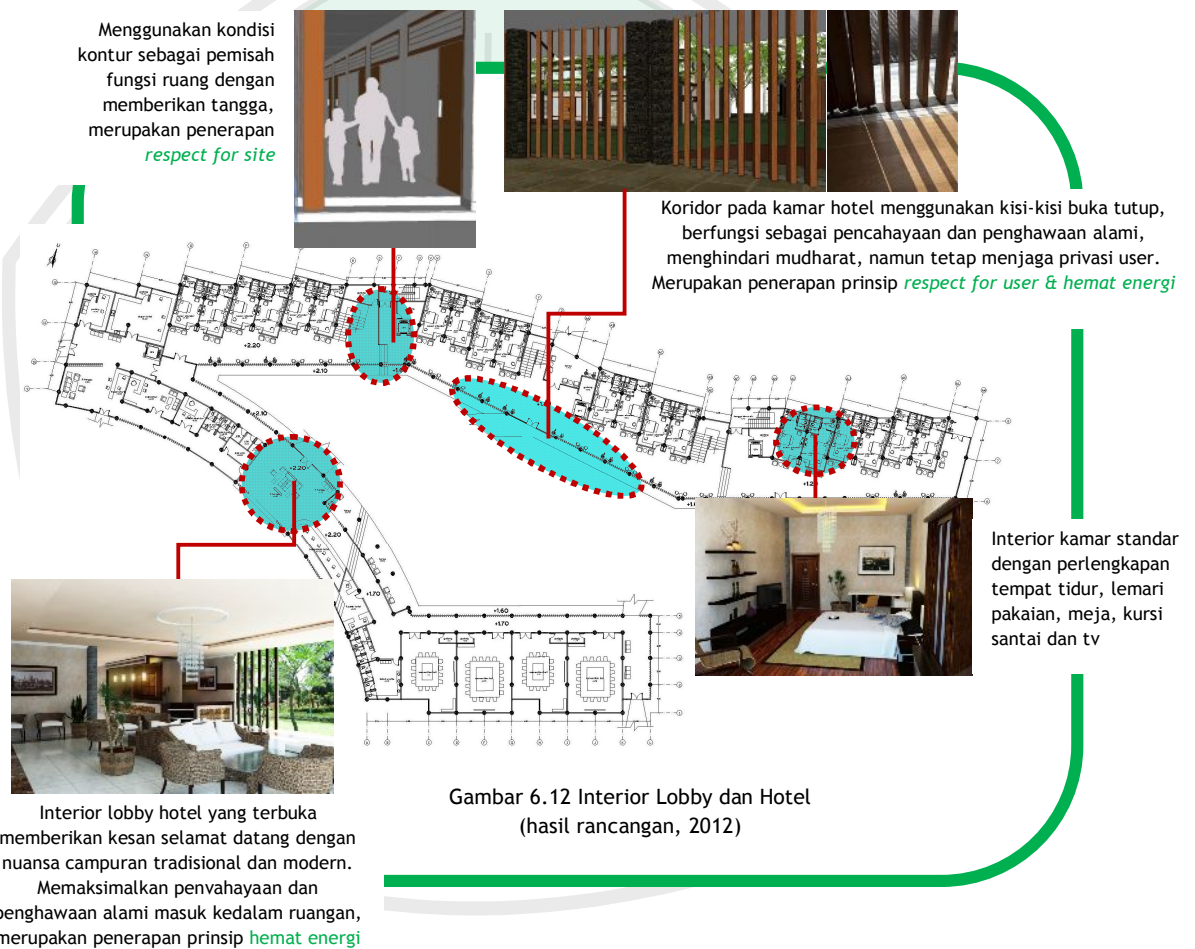 Menggunakan kondisi
kontur sebagai pemisah
fungsi ruang dengan
memberikan tangga,
merupakan penerapan
respect for site
Koridor pada kamar hotel menggunakan kisi-kisi buka tutup,
berfungsi sebagai pencahayaan dan penghawaan alami,
menghindari mudharat, namun tetap menjaga privasi user.
Merupakan penerapan prinsip respect for user & hemat energi
+2.20
+2.10
+2.10
+2.20
+2.20
+1.70
+1.60
+1.70
Interior kamar standar
dengan perlengkapan
tempat tidur, lemari
pakaian, meja, kursi
santai dan tv
Gambar 6.12 Interior Lobby dan Hotel
(hasil rancangan, 2012)
Interior lobby hotel yang terbuka
memberikan kesan selamat datang dengan
nuansa campuran tradisional dan modern.
Memaksimalkan penvahayaan dan
penghawaan alami masuk kedalam ruangan,
merupakan penerapan prinsip hemat energi